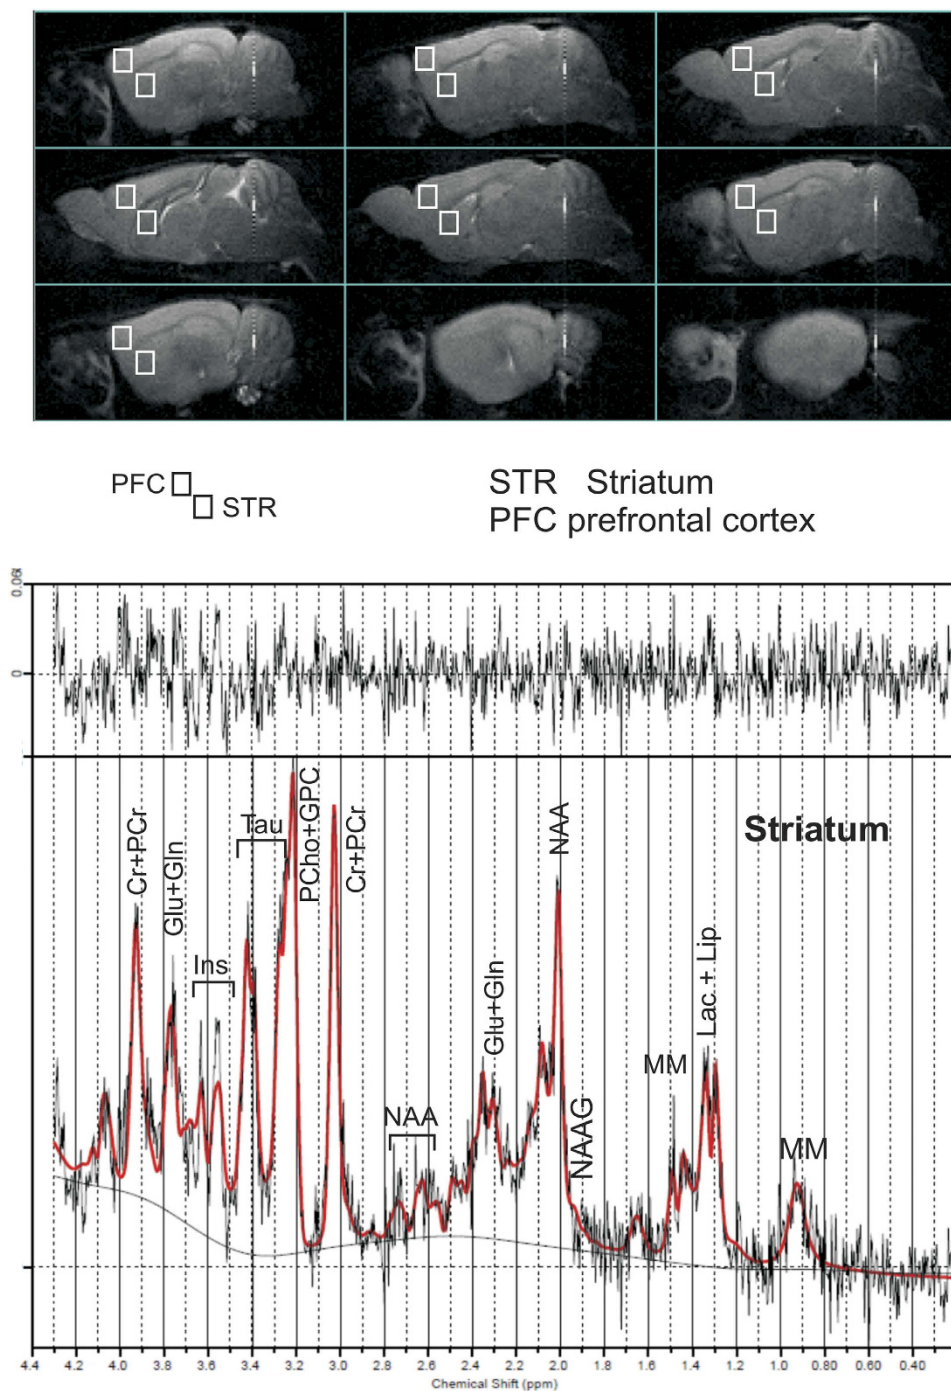 PFC
STR
STR Striatum
PFC prefrontal cortex
0
Cr+PCr
Glu+Gln
Ins
Tau
PCho+GPC
Cr+PCr
NAA
Glu+Gln
NAA
NAAG
Striatum
MM
Lac. + Lip.
MM
4.4 4.2 4.0 3.8 3.6 3.4 3.2 3.0 2.8 2.6 2.4 2.2 2.0 1.8 1.6 1.4 1.2 1.0 0.80 0.60 0.40
Chemical Shift (ppm)